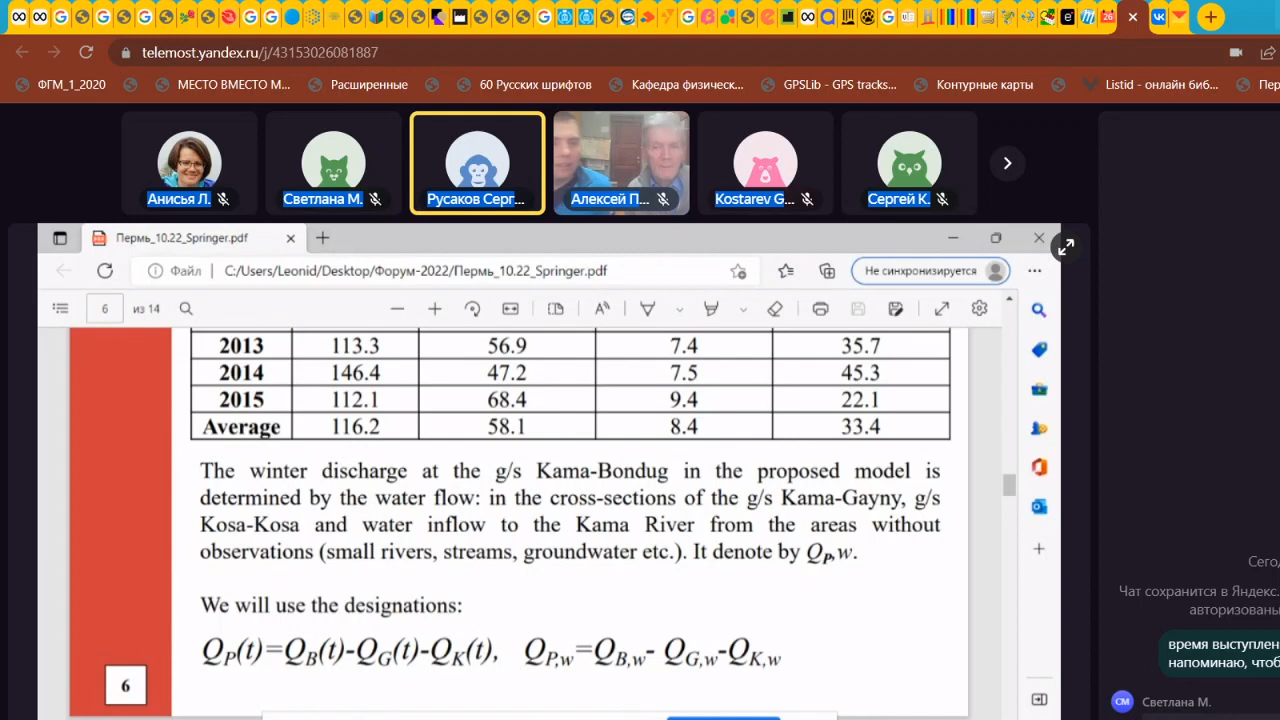 26
telemost.yandex.ru/j/43153026081887
ФГМ_1_2020 МЕСТО ВМЕСТО М... Расширенные 60 Русских шрифтов Кафедра физическ... GPSLib - GPS tracks... Контурные карты Listid - онлайн биб... Пер
Анисья Л. Светлана М. Русаков Серг... Алексей П... Kostarev G... Сергей К.
Пермь_10.22_Springer.pdf
Файл C:/Users/Leonid/Desktop/Форум-2022/Пермь_10.22_Springer.pdf Не синхронизируется
6 из 14
2013 113.3 56.9 7.4 35.7
2014 146.4 47.2 7.5 45.3
2015 112.1 68.4 9.4 22.1
Average 116.2 58.1 8.4 33.4
The winter discharge at the g/s Kama-Bondug in the proposed model is
determined by the water flow: in the cross-sections of the g/s Kama-Gayny, g/s
Kosa-Kosa and water inflow to the Kama River from the areas without
observations (small rivers, streams, groundwater etc.). It denote by QP,w.
We will use the designations:
QP(t)=QB(t)-QG(t)-QK(t), QP,w=QB,w- QG,w-QK,w
6
Сего
Чат сохранится в Яндекс.
авторизованы
время выступлен
напоминаю, чтоб
СМ Светлана М.